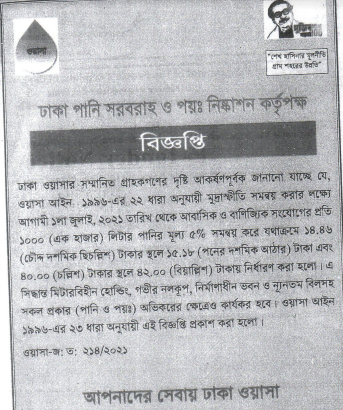 ওয়াসা
"শেখ হাসিনার মূলনীতি
গ্রাম শহরের উন্নতি"
ঢাকা পানি সরবরাহ ও পয়ঃ নিষ্কাশন কর্তৃপক্ষ
বিজ্ঞপ্তি
ঢাকা ওয়াসার সম্মানিত গ্রাহকগণের দৃষ্টি আকর্ষণপূর্বক জানানো যাচ্ছে যে,
ওয়াসা আইন, ১৯৯৬-এর ২২ ধারা অনুযায়ী মুদ্রাস্ফীতি সমন্বয় করার লক্ষ্যে
আগামী ১লা জুলাই, ২০২১ তারিখ থেকে আবাসিক ও বাণিজ্যিক সংযোগের প্রতি
১০০০ (এক হাজার) লিটার পানির মূল্য ৫% সমন্বয় করে যথাক্রমে ১৪.৪৬
(চৌদ্দ দশমিক ছিচল্লিশ) টাকার স্থলে ১৫.১৮ (পনের দশমিক আঠার) টাকা এবং
৪০.০০ (চল্লিশ) টাকার স্থলে ৪২.০০ (বিয়াল্লিশ) টাকায় নির্ধারণ করা হলো। এ
সিদ্ধান্ত মিটারবিহীন হোল্ডিং, গভীর নলকূপ, নির্মাণাধীন ভবন ও ন্যূনতম বিলসহ
সকল প্রকার (পানি ও পয়ঃ) অভিকরের ক্ষেত্রেও কার্যকর হবে। ওয়াসা আইন
১৯৯৬-এর ২৩ ধারা অনুযায়ী এই বিজ্ঞপ্তি প্রকাশ করা হলো।
ওয়াসা-জ: ত: ২১৪/২০২১
আপনাদের সেবায় ঢাকা ওয়াসা